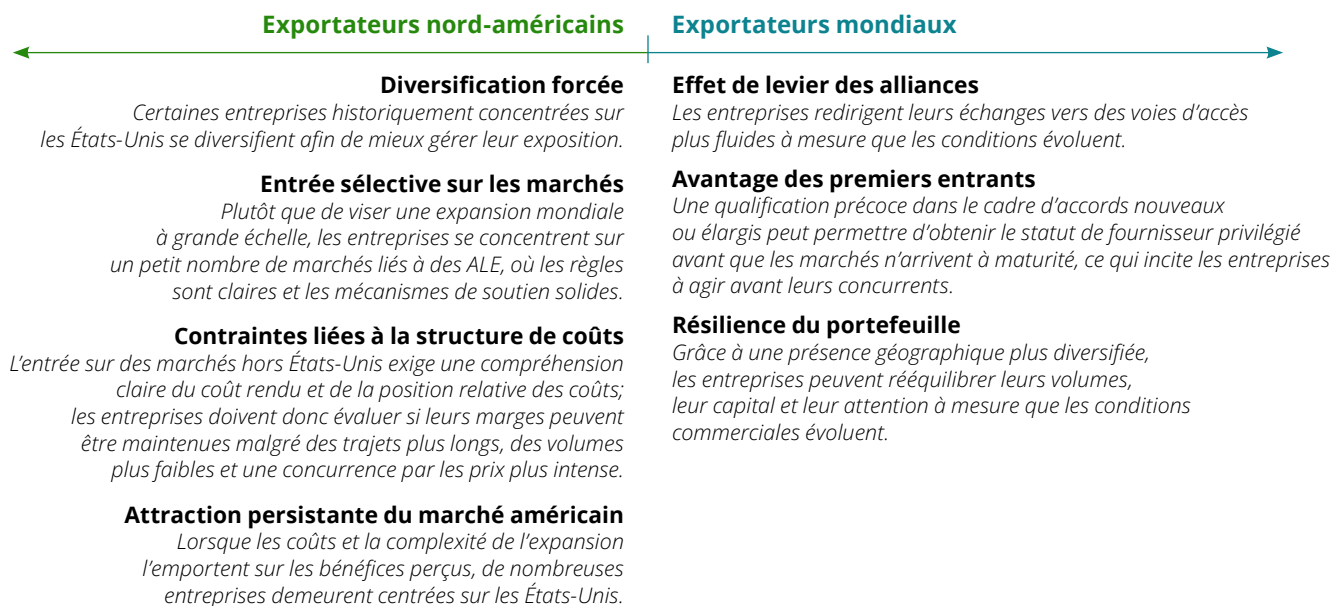 Exportateurs nord-américains
Diversification forcée
Certaines entreprises historiquement concentrées sur
les États-Unis se diversifient afin de mieux gérer leur exposition.
Entrée sélective sur les marchés
Plutôt que de viser une expansion mondiale
à grande échelle, les entreprises se concentrent sur
un petit nombre de marchés liés à des ALE, où les règles
sont claires et les mécanismes de soutien solides.
Contraintes liées à la structure de coûts
L’entrée sur des marchés hors États-Unis exige une compréhension
claire du coût rendu et de la position relative des coûts;
les entreprises doivent donc évaluer si leurs marges peuvent
être maintenues malgré des trajets plus longs, des volumes
plus faibles et une concurrence par les prix plus intense.
Attraction persistante du marché américain
Lorsque les coûts et la complexité de l’expansion
l’emportent sur les bénéfices perçus, de nombreuses
entreprises demeurent centrées sur les États-Unis.
Exportateurs mondiaux
Effet de levier des alliances
Les entreprises redirigent leurs échanges vers des voies d’accès
plus fluides à mesure que les conditions évoluent.
Avantage des premiers entrants
Une qualification précoce dans le cadre d’accords nouveaux
ou élargis peut permettre d’obtenir le statut de fournisseur privilégié
avant que les marchés n’arrivent à maturité, ce qui incite les entreprises
à agir avant leurs concurrents.
Résilience du portefeuille
Grâce à une présence géographique plus diversifiée,
les entreprises peuvent rééquilibrer leurs volumes,
leur capital et leur attention à mesure que les conditions
commerciales évoluent.